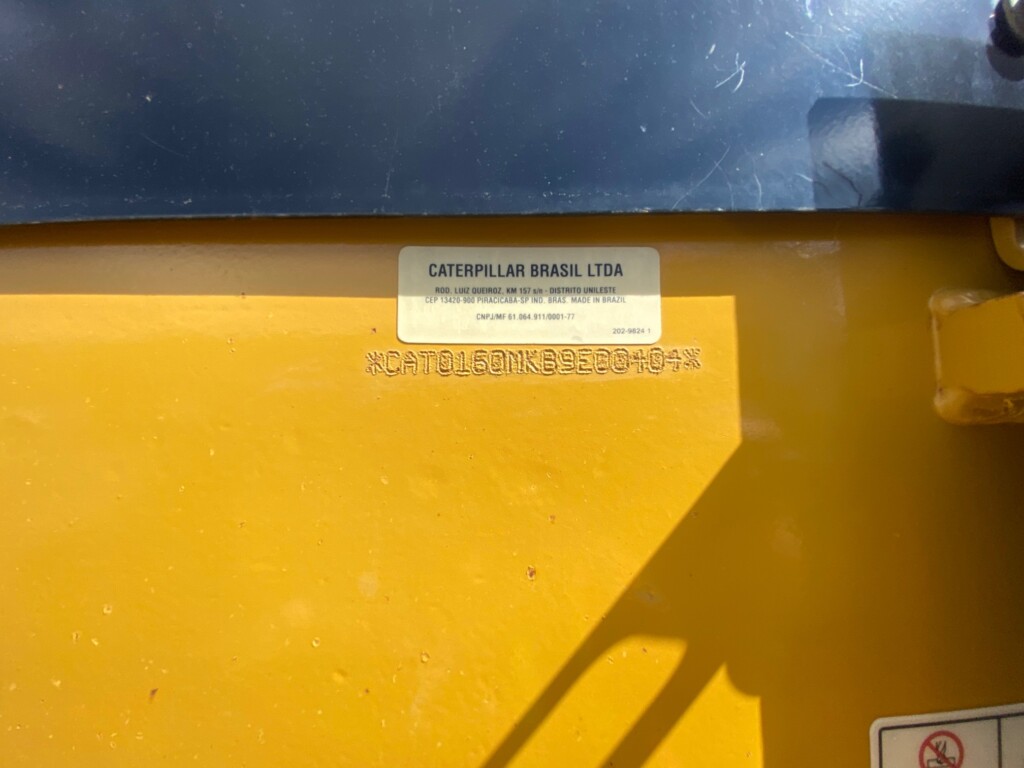 CATERPILLAR BRASIL LTDA
ROD. LUIZ QUEIROZ, KM 157 s/n - DISTRITO UNILESTE
CEP 13420-900 PIRACICABA-SP IND. BRAS. MADE IN BRAZIL
CNPJ/MF 61.064.911/0001-77
202-9824 1
*CAT0160MKB9E00404*